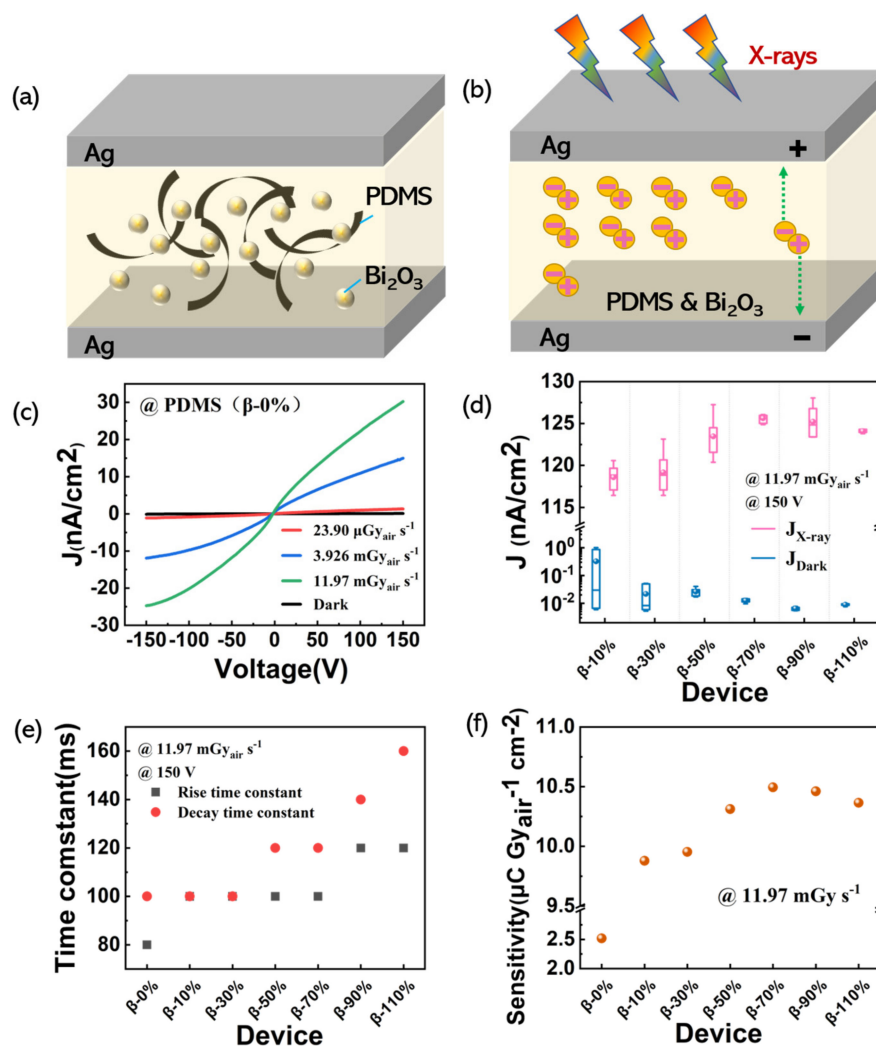 (a)
Ag
PDMS
Bi₂O₃
Ag
(b)
X-rays
Ag
+
PDMS & Bi₂O₃
Ag
−
(c)
@ PDMS（β-0%）
J(nA/cm²)
30
20
10
0
-10
-20
-30
23.90 μGyₐᵢᵣ s⁻¹
3.926 mGyₐᵢᵣ s⁻¹
11.97 mGyₐᵢᵣ s⁻¹
Dark
-150 -100 -50 0 50 100 150
Voltage(V)
(d)
J (nA/cm²)
130
125
120
115
10⁰
10⁻¹
10⁻²
@ 11.97 mGyₐᵢᵣ s⁻¹
@ 150 V
J X-ray
J Dark
β-10% β-30% β-50% β-70% β-90% β-110%
Device
(e)
Time comstant(ms)
160
140
120
100
80
@ 11.97 mGyₐᵢᵣ s⁻¹
@ 150 V
Rise time constant
Decay time constant
β-0% β-10% β-30% β-50% β-70% β-90% β-110%
Device
(f)
Sensitivity(μC Gyₐᵢᵣ⁻¹ cm⁻²)
11.0
10.5
10.0
9.5
2.5
2.0
@ 11.97 mGy s⁻¹
β-0% β-10% β-30% β-50% β-70% β-90% β-110%
Device